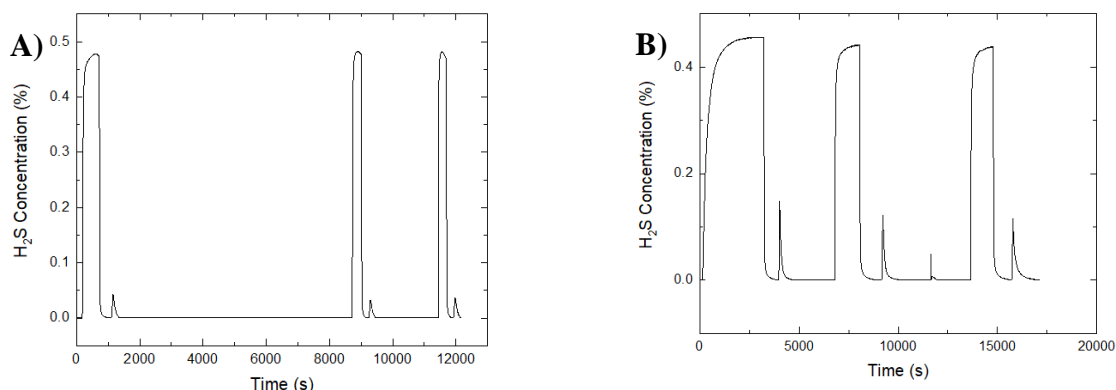 A)
0.5
0.4
0.3
0.2
0.1
0.0
H₂S Concentration (%)
0 2000 4000 6000 8000 10000 12000
Time (s)
B)
0.4
0.2
0.0
H₂S Concentration (%)
0 5000 10000 15000 20000
Time (s)